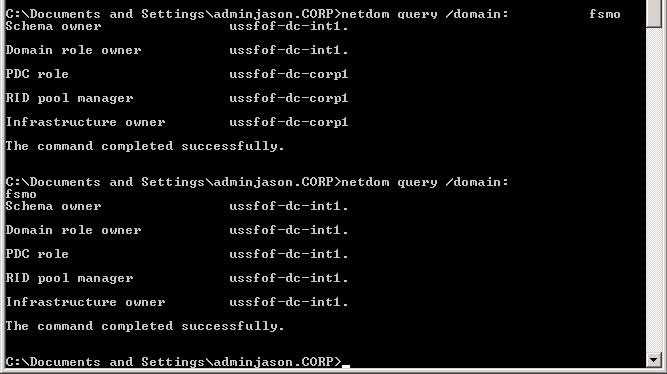 C:\Documents and Settings\adminjason.CORP>netdom query /domain: fsmo
Schema owner ussfof-dc-int1.
Domain role owner ussfof-dc-int1.
PDC role ussfof-dc-corp1
RID pool manager ussfof-dc-corp1
Infrastructure owner ussfof-dc-corp1
The command completed successfully.
C:\Documents and Settings\adminjason.CORP>netdom query /domain:
fsmo
Schema owner ussfof-dc-int1.
Domain role owner ussfof-dc-int1.
PDC role ussfof-dc-int1.
RID pool manager ussfof-dc-int1.
Infrastructure owner ussfof-dc-int1.
The command completed successfully.
C:\Documents and Settings\adminjason.CORP>